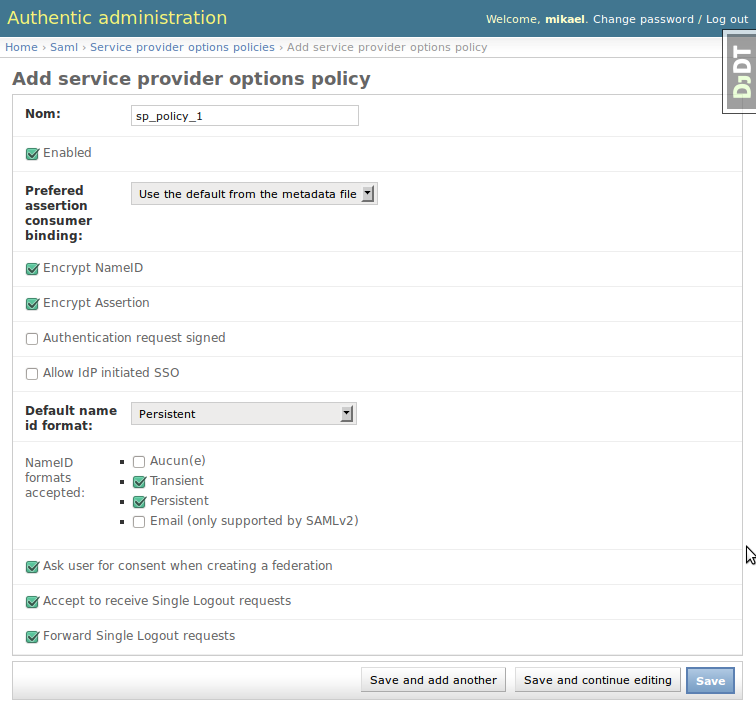 Authentic administration
Welcome, mikael. Change password / Log out
Home › Saml › Service provider options policies › Add service provider options policy
DJDT
Add service provider options policy
Nom: sp_policy_1
Enabled
Prefered assertion consumer binding: Use the default from the metadata file
Encrypt NameID
Encrypt Assertion
Authentication request signed
Allow IdP initiated SSO
Default name id format: Persistent
NameID formats accepted:
Aucun(e)
Transient
Persistent
Email (only supported by SAMLv2)
Ask user for consent when creating a federation
Accept to receive Single Logout requests
Forward Single Logout requests
Save and add another Save and continue editing Save